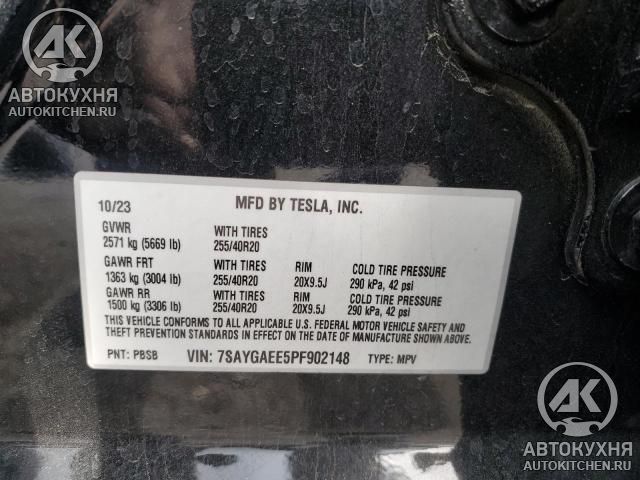 АК
АВТОКУХНЯ
AUTOKITCHEN.RU
10/23 MFD BY TESLA, INC.
GVWR WITH TIRES
2571 kg (5669 lb) 255/40R20
GAWR FRT WITH TIRES RIM COLD TIRE PRESSURE
1363 kg (3004 lb) 255/40R20 20X9.5J 290 kPa, 42 psi
GAWR RR WITH TIRES RIM COLD TIRE PRESSURE
1500 kg (3306 lb) 255/40R20 20X9.5J 290 kPa, 42 psi
THIS VEHICLE CONFORMS TO ALL APPLICABLE U.S. FEDERAL MOTOR VEHICLE SAFETY AND
THEFT PREVENTION STANDARDS IN EFFECT ON THE DATE OF MANUFACTURE SHOWN ABOVE.
PNT: PBSB VIN: 7SAYGAEE5PF902148 TYPE: MPV
АК
АВТОКУХНЯ
AUTOKITCHEN.RU